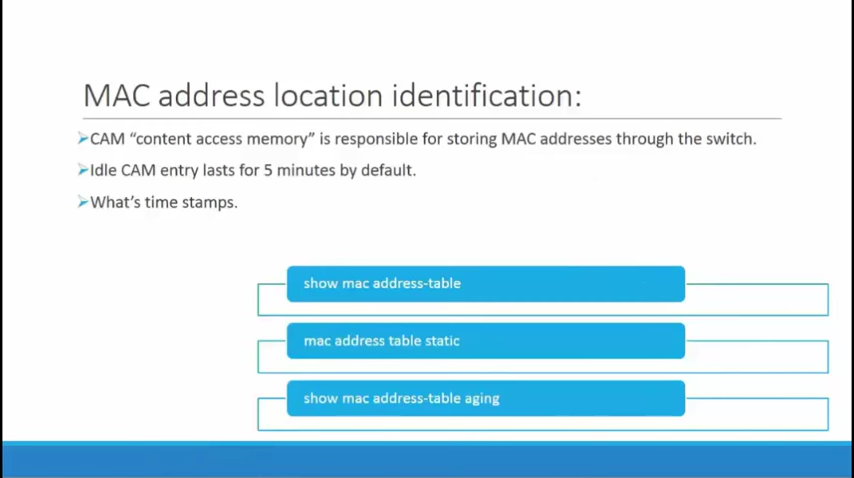 MAC address location identification:
CAM “content access memory” is responsible for storing MAC addresses through the switch.
Idle CAM entry lasts for 5 minutes by default.
What’s time stamps.
show mac address-table
mac address table static
show mac address-table aging